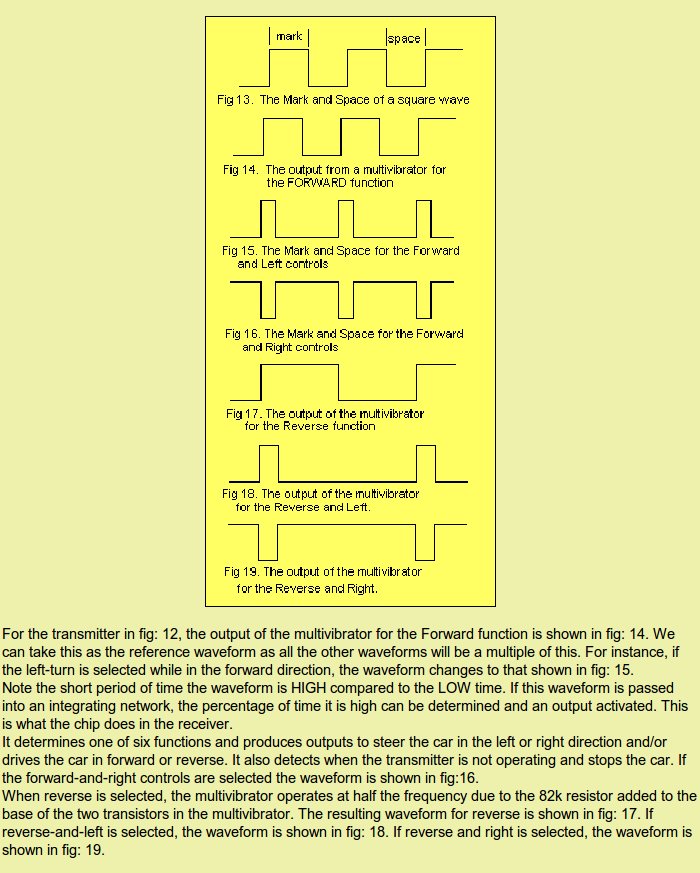 mark
space
Fig 13. The Mark and Space of a square wave
Fig 14. The output from a multivibrator for
the FORWARD function
Fig 15. The Mark and Space for the Forward
and Left controls
Fig 16. The Mark and Space for the Forward
and Right controls
Fig 17. The output of the multivibrator
for the Reverse function
Fig 18. The output of the multivibrator
for the Reverse and Left.
Fig 19. The output of the multivibrator
for the Reverse and Right.
For the transmitter in fig: 12, the output of the multivibrator for the Forward function is shown in fig: 14. We
can take this as the reference waveform as all the other waveforms will be a multiple of this. For instance, if
the left-turn is selected while in the forward direction, the waveform changes to that shown in fig: 15.
Note the short period of time the waveform is HIGH compared to the LOW time. If this waveform is passed
into an integrating network, the percentage of time it is high can be determined and an output activated. This
is what the chip does in the receiver.
It determines one of six functions and produces outputs to steer the car in the left or right direction and/or
drives the car in forward or reverse. It also detects when the transmitter is not operating and stops the car. If
the forward-and-right controls are selected the waveform is shown in fig:16.
When reverse is selected, the multivibrator operates at half the frequency due to the 82k resistor added to the
base of the two transistors in the multivibrator. The resulting waveform for reverse is shown in fig: 17. If
reverse-and-left is selected, the waveform is shown in fig: 18. If reverse and right is selected, the waveform is
shown in fig: 19.